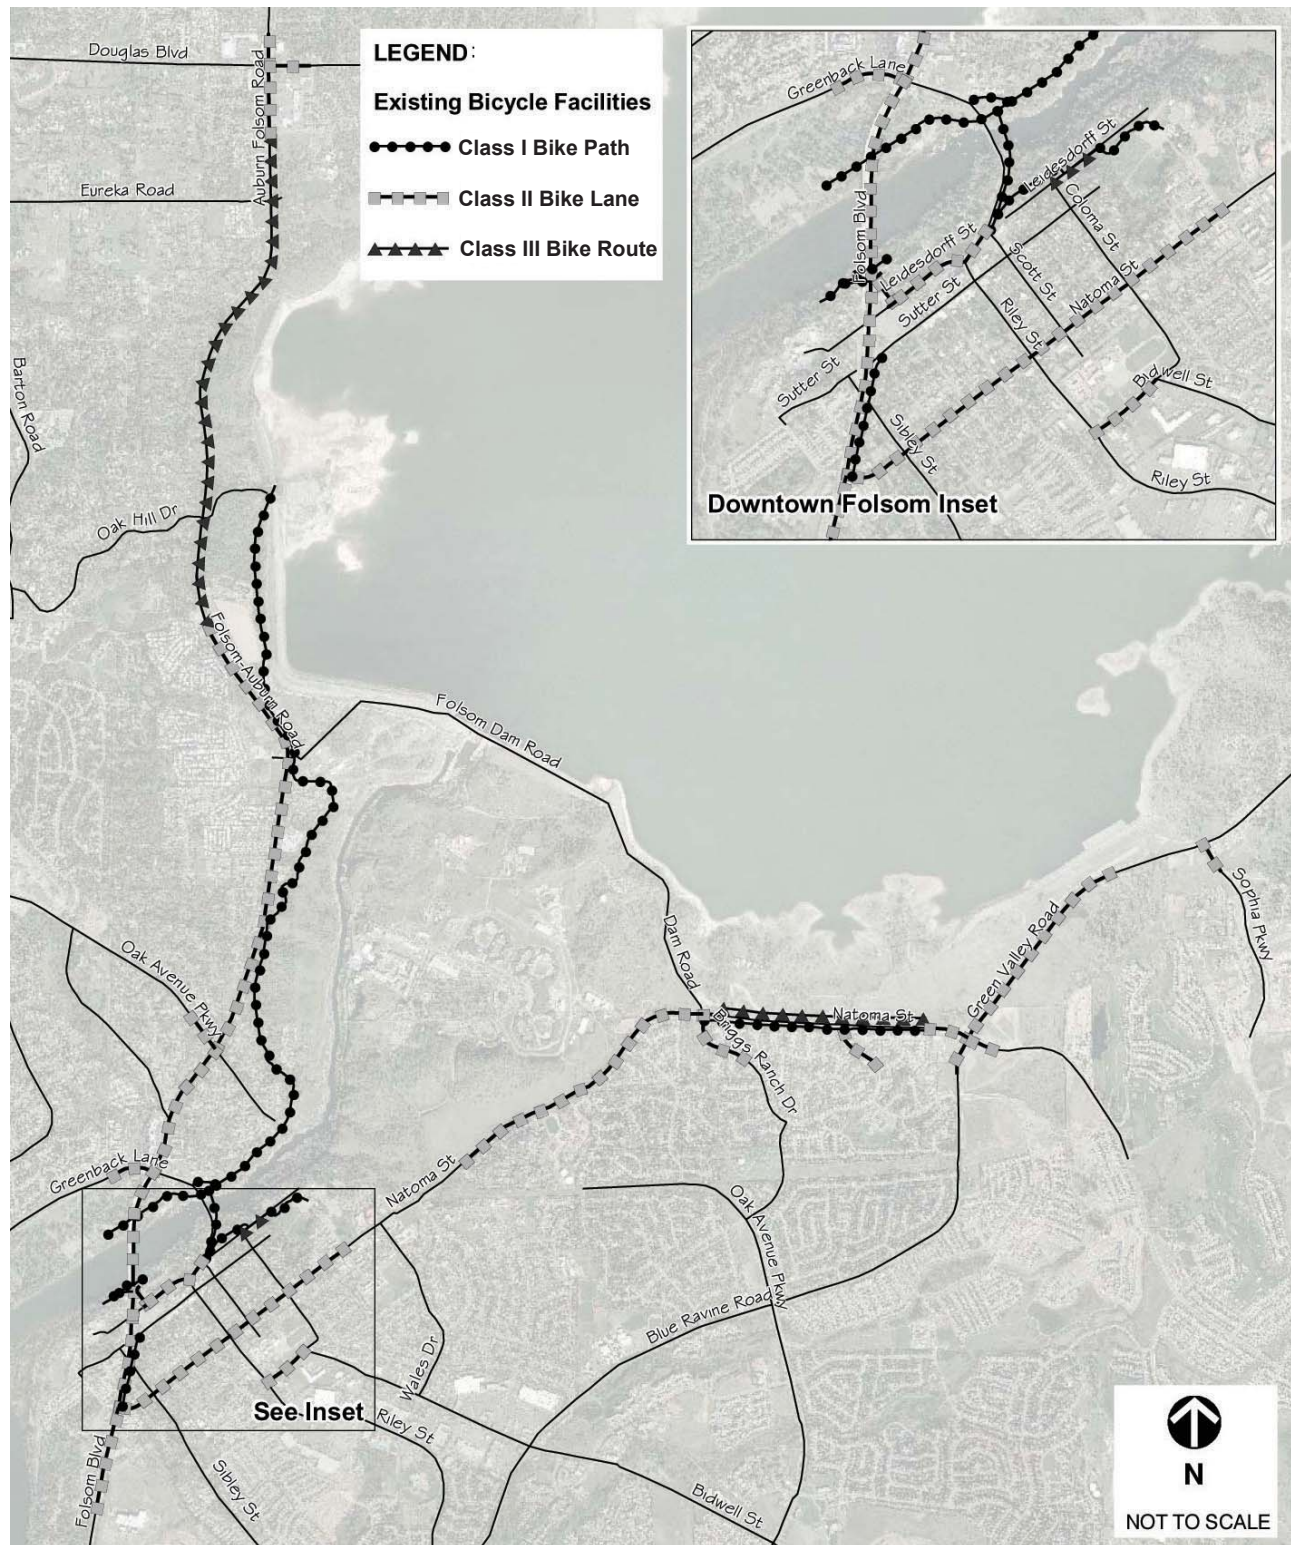 Douglas Blvd
Auburn Folsom Road
Eureka Road
LEGEND:
Existing Bicycle Facilities
Class I Bike Path
Class II Bike Lane
Class III Bike Route
Greenback Lane
Leidesdorff St
Folsom Blvd
Coloma St
Leidesdorff St
Scott St
Natoma St
Sutter St
Riley St
Sutter St
Bidwell St
Sibley St
Riley St
Downtown Folsom Inset
Barton Road
Oak Hill Dr
Folsom-Auburn Road
Folsom Dam Road
Dam Road
Sophia Pkwy
Green Valley Road
Oak Avenue Pkwy
Natoma St
Briggs Ranch Dr
Greenback Lane
Natoma St
Oak Avenue Pkwy
Blue Ravine Road
Wales Dr
See Inset
Riley St
Folsom Blvd
Sibley St
Bidwell St
N
NOT TO SCALE